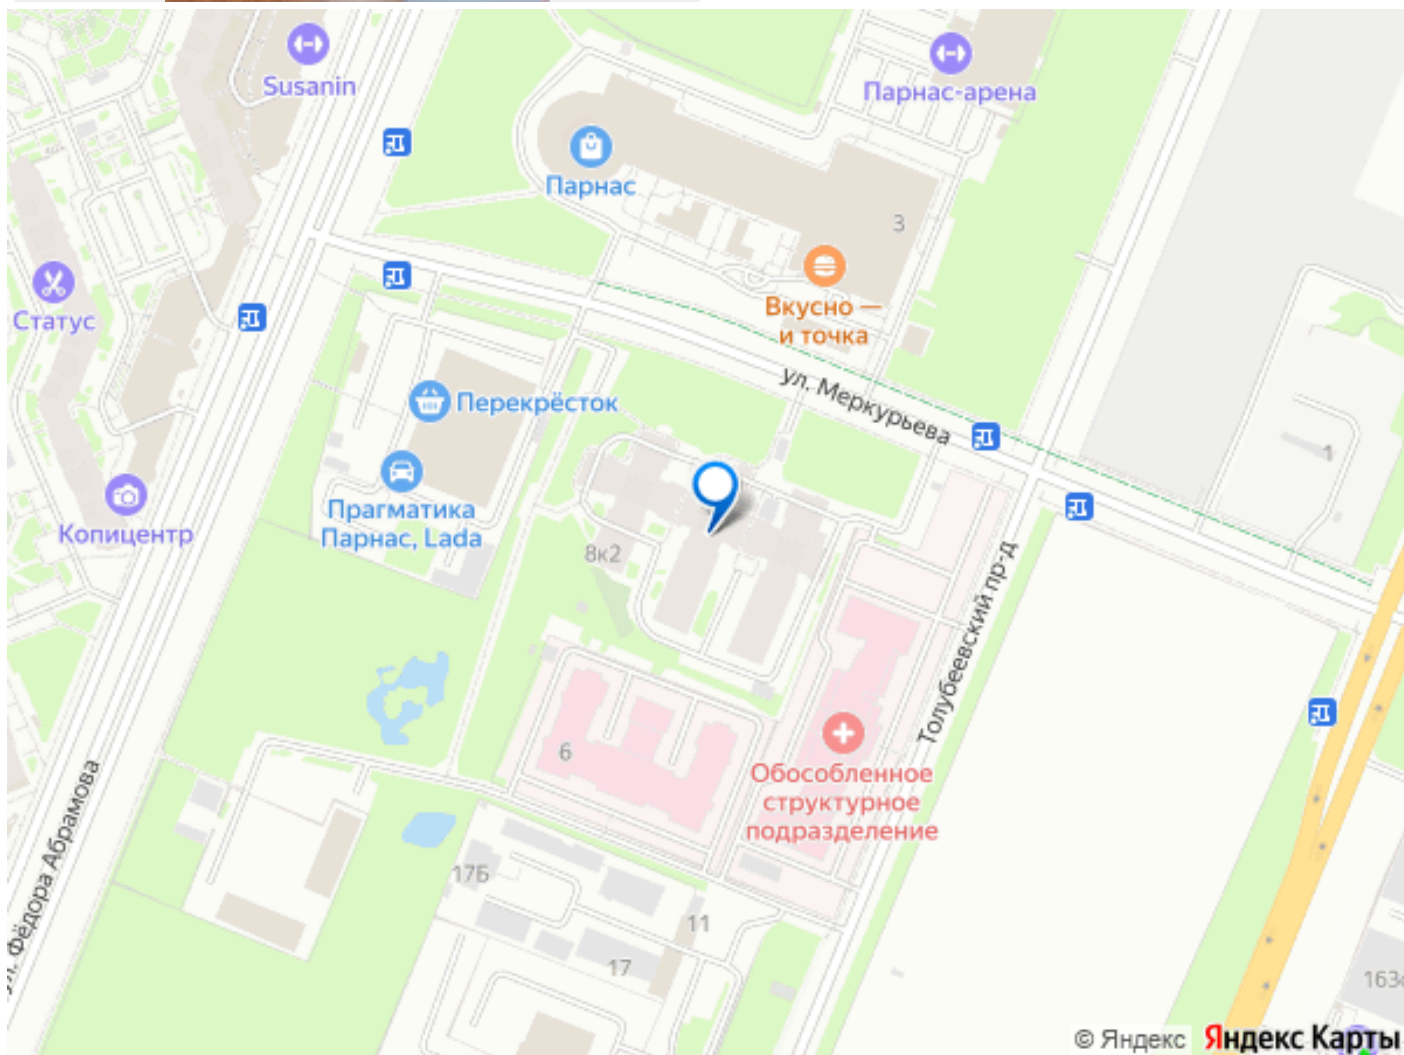 Susanin
Парнас-арена
Парнас
3
Вкусно —
и точка
Статус
ул. Меркурьева
Перекрёсток
1
Прагматика
Парнас, Lada
Копицентр
8к2
Толубеевский пр-д
6
Обособленное
структурное
подразделение
ул. Фёдора Абрамова
17Б
11
17
© Яндекс Яндекс Карты